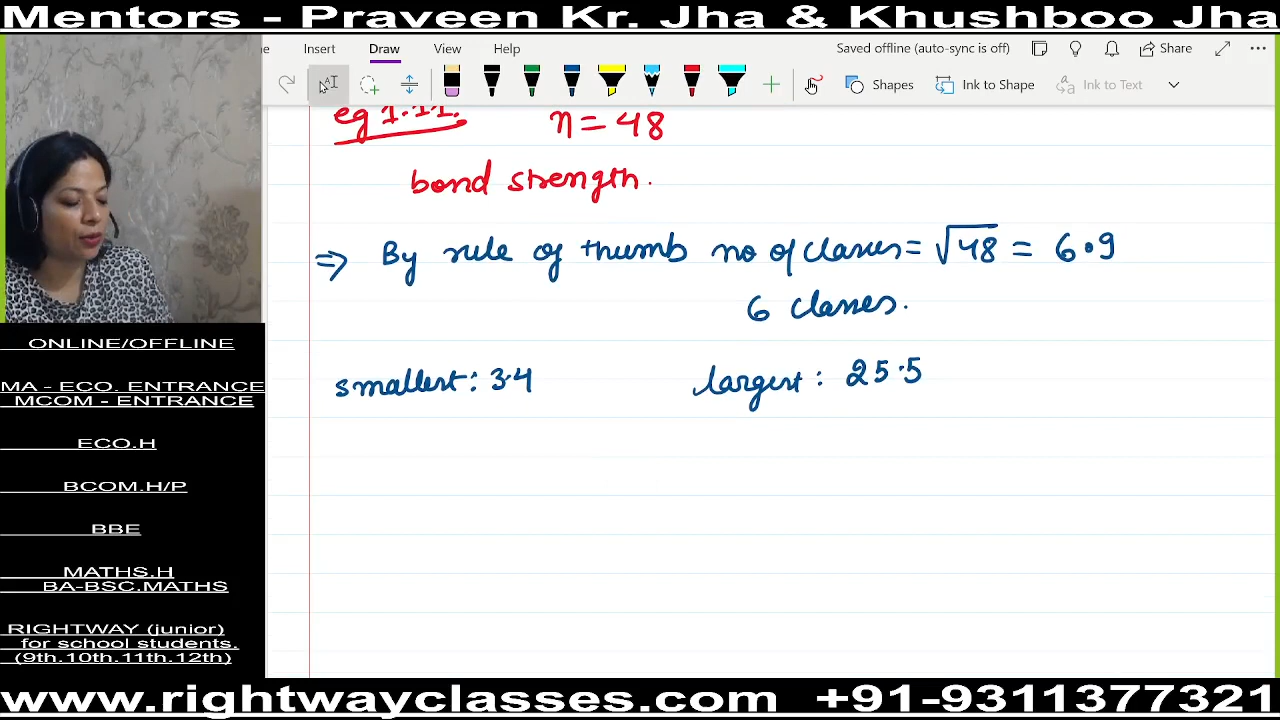 Mentors - Praveen Kr. Jha & Khushboo Jha
Insert Draw View Help
Saved offline (auto-sync is off)
Share
Shapes
Ink to Shape
Ink to Text
eg 1.11. n = 48
bond strength.
⇒ By rule of thumb no of classes = √48 = 6.9
6 classes.
smallest : 3.4 largest : 25.5
ONLINE/OFFLINE
MA - ECO. ENTRANCE
MCOM - ENTRANCE
ECO.H
BCOM.H/P
BBE
MATHS.H
BA-BSC.MATHS
RIGHTWAY (junior)
for school students.
(9th.10th.11th.12th)
www.rightwayclasses.com +91-9311377321